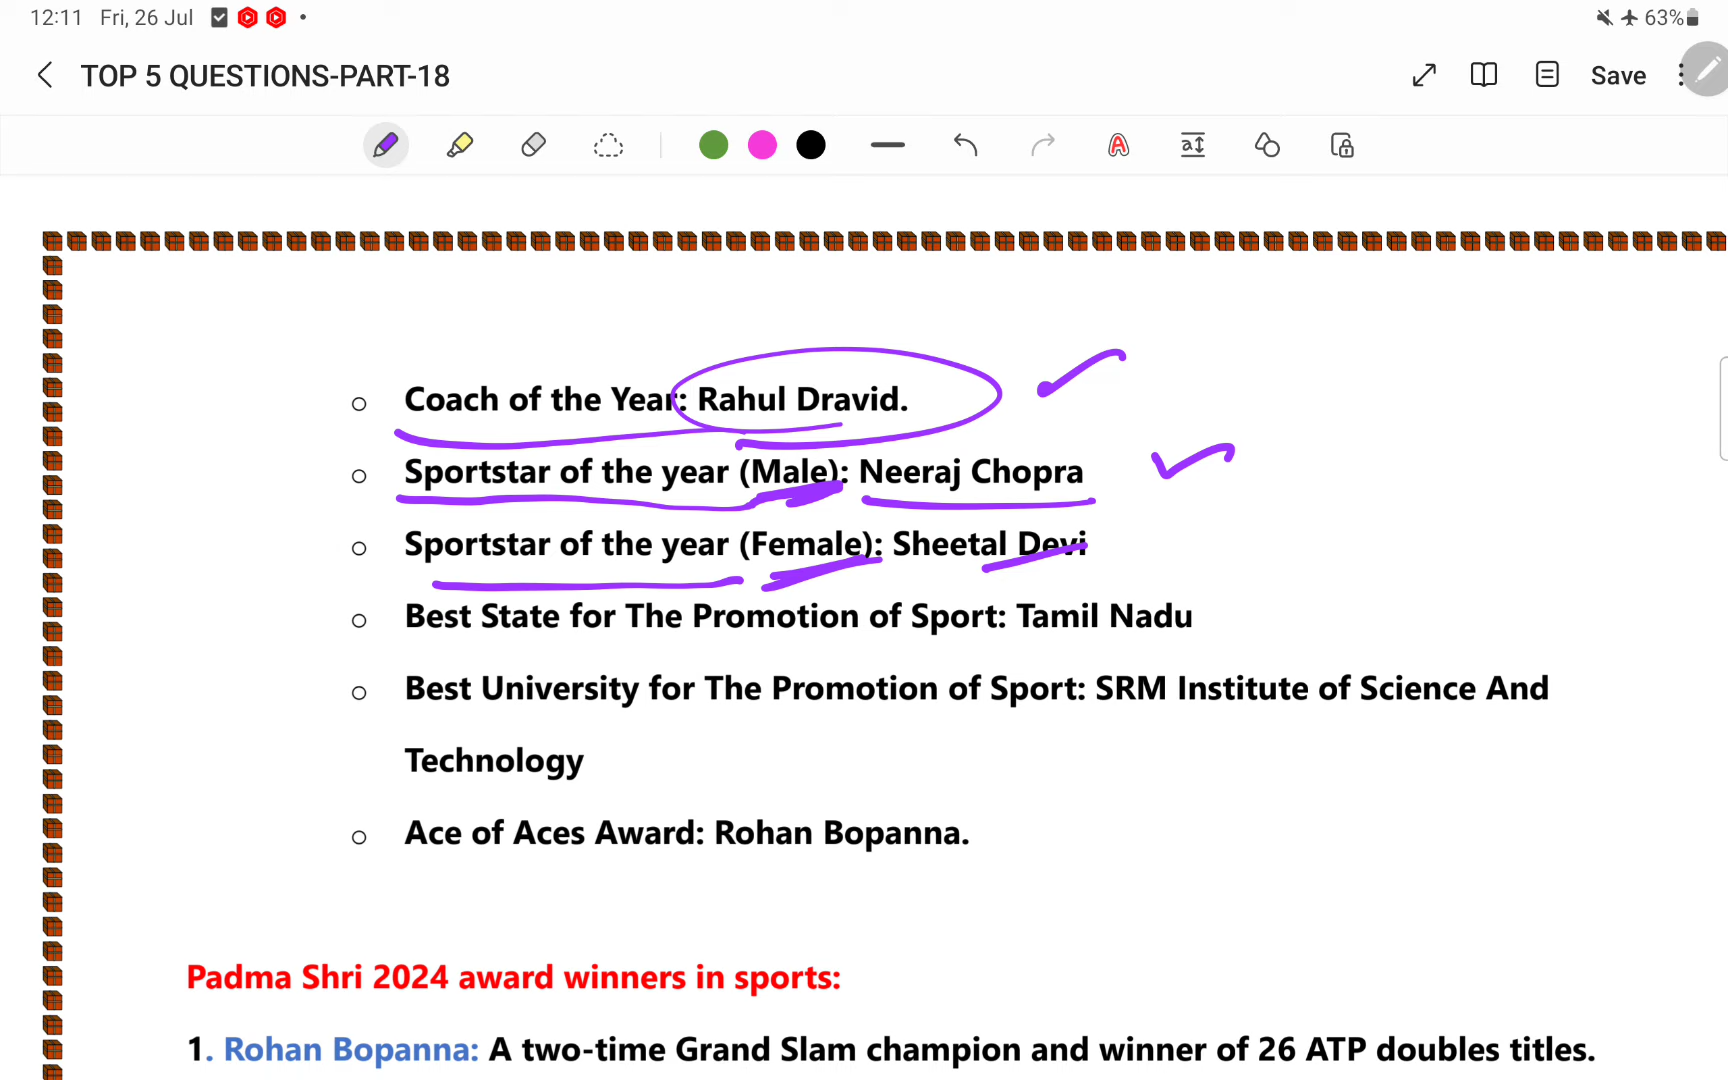 12:11 Fri, 26 Jul 63%
TOP 5 QUESTIONS-PART-18 Save
A a
o Coach of the Year: Rahul Dravid.
o Sportstar of the year (Male): Neeraj Chopra
o Sportstar of the year (Female): Sheetal Devi
o Best State for The Promotion of Sport: Tamil Nadu
o Best University for The Promotion of Sport: SRM Institute of Science And
Technology
o Ace of Aces Award: Rohan Bopanna.
Padma Shri 2024 award winners in sports:
1. Rohan Bopanna: A two-time Grand Slam champion and winner of 26 ATP doubles titles.